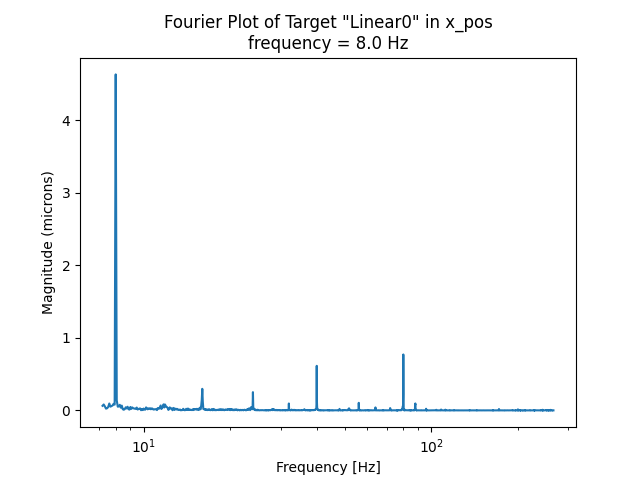 Fourier Plot of Target "Linear0" in x_pos
frequency = 8.0 Hz
Magnitude (microns)
4
3
2
1
0
10¹
10²
Frequency [Hz]